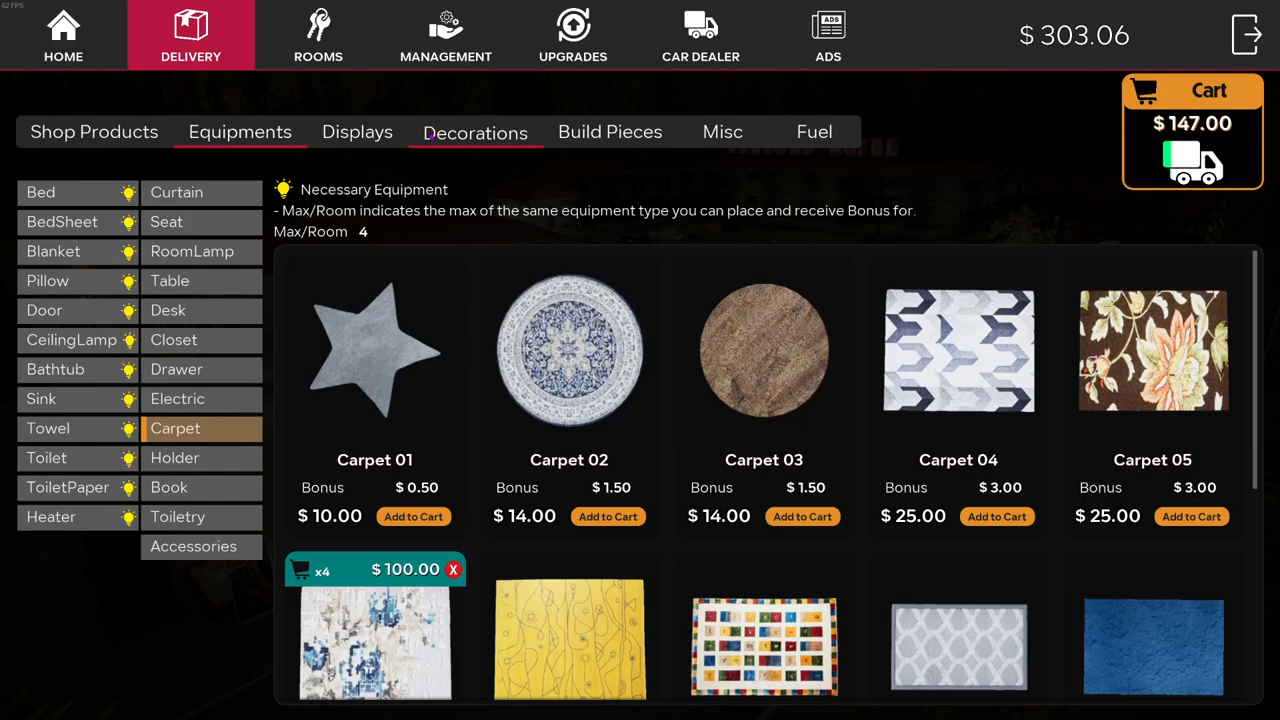 62 FPS
HOME
DELIVERY
ROOMS
MANAGEMENT
UPGRADES
CAR DEALER
ADS
ADS
$ 303.06
Cart
$ 147.00
Shop Products
Equipments
Displays
Decorations
Build Pieces
Misc
Fuel
Bed
BedSheet
Blanket
Pillow
Door
CeilingLamp
Bathtub
Sink
Towel
Toilet
ToiletPaper
Heater
Curtain
Seat
RoomLamp
Table
Desk
Closet
Drawer
Electric
Carpet
Holder
Book
Toiletry
Accessories
Necessary Equipment
- Max/Room indicates the max of the same equipment type you can place and receive Bonus for.
Max/Room 4
Carpet 01
Bonus $ 0.50
$ 10.00 Add to Cart
Carpet 02
Bonus $ 1.50
$ 14.00 Add to Cart
Carpet 03
Bonus $ 1.50
$ 14.00 Add to Cart
Carpet 04
Bonus $ 3.00
$ 25.00 Add to Cart
Carpet 05
Bonus $ 3.00
$ 25.00 Add to Cart
x4 $ 100.00 X